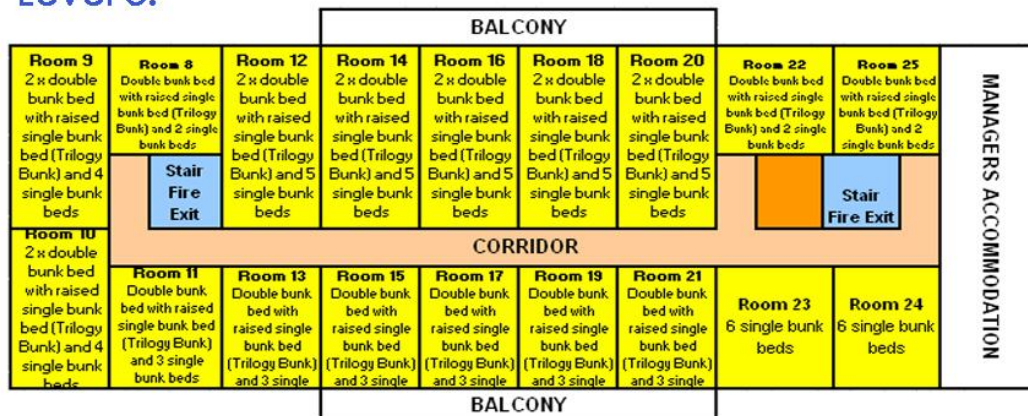 BALCONY
Room 9
2 x double
bunk bed
with raised
single bunk
bed (Trilogy
Bunk) and 4
single bunk
beds
Room 8
Double bunk bed
with raised single
bunk bed (Trilogy
Bunk) and 2 single
bunk beds
Room 12
2 x double
bunk bed
with raised
single bunk
bed (Trilogy
Bunk) and 5
single bunk
beds
Room 14
2 x double
bunk bed
with raised
single bunk
bed (Trilogy
Bunk) and 5
single bunk
beds
Room 16
2 x double
bunk bed
with raised
single bunk
bed (Trilogy
Bunk) and 5
single bunk
beds
Room 18
2 x double
bunk bed
with raised
single bunk
bed (Trilogy
Bunk) and 5
single bunk
beds
Room 20
2 x double
bunk bed
with raised
single bunk
bed (Trilogy
Bunk) and 5
single bunk
beds
Room 22
Double bunk bed
with raised single
bunk bed (Trilogy
Bunk) and 2 single
bunk beds
Room 25
Double bunk bed
with raised single
bunk bed (Trilogy
Bunk) and 2
single bunk beds
MANAGERS ACCOMMODATION
Stair
Fire
Exit
Stair
Fire Exit
CORRIDOR
Room 10
2 x double
bunk bed
with raised
single bunk
bed (Trilogy
Bunk) and 4
single bunk
beds
Room 11
Double bunk
bed with raised
single bunk bed
(Trilogy Bunk)
and 3 single
bunk beds
Room 13
Double bunk
bed with
raised single
bunk bed
(Trilogy Bunk)
and 3 single
Room 15
Double bunk
bed with
raised single
bunk bed
(Trilogy Bunk)
and 3 single
Room 17
Double bunk
bed with
raised single
bunk bed
(Trilogy Bunk)
and 3 single
Room 19
Double bunk
bed with
raised single
bunk bed
(Trilogy Bunk)
and 3 single
Room 21
Double bunk
bed with
raised single
bunk bed
(Trilogy Bunk)
and 3 single
Room 23
6 single bunk
beds
Room 24
6 single bunk
beds
BALCONY